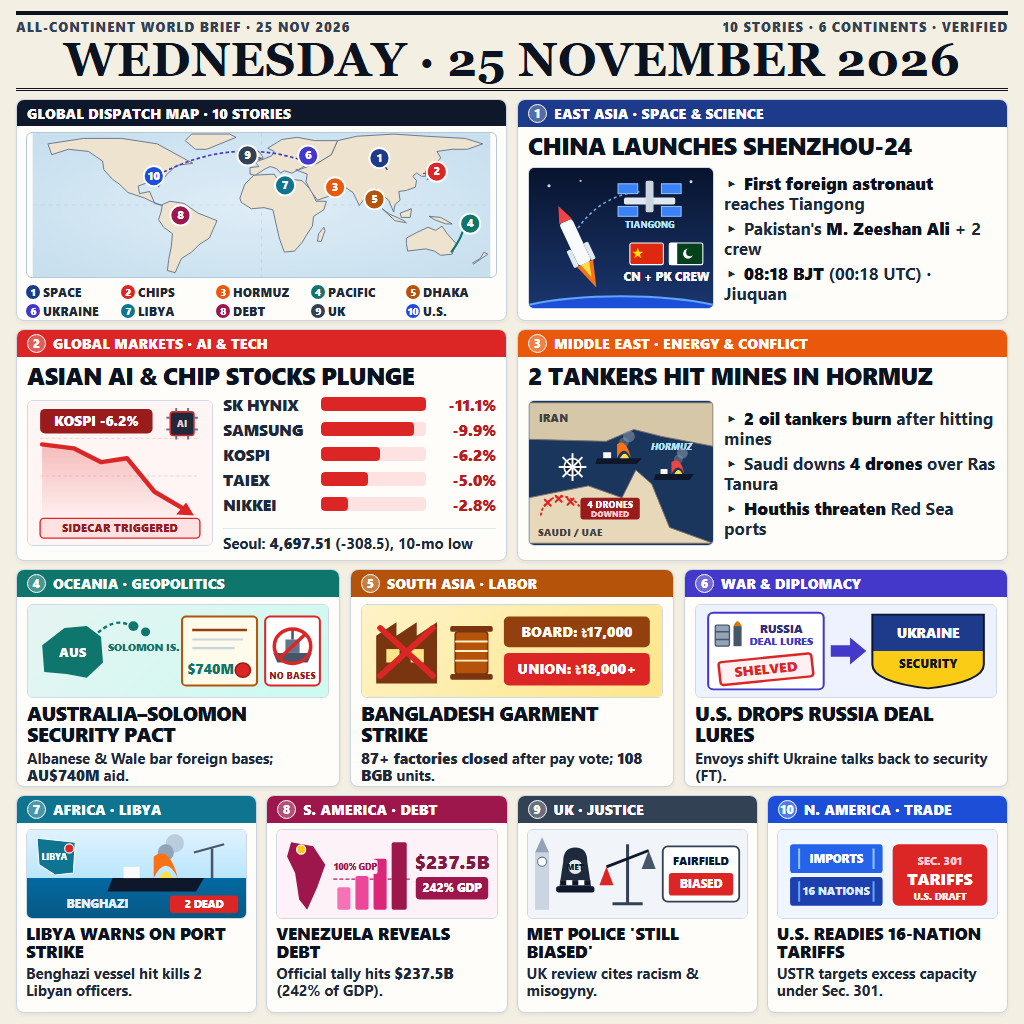 ALL-CONTINENT WORLD BRIEF · 25 NOV 2026
10 STORIES · 6 CONTINENTS · VERIFIED
WEDNESDAY · 25 NOVEMBER 2026
GLOBAL DISPATCH MAP · 10 STORIES
1
2
3
4
5
6
7
8
9
10
1 SPACE
2 CHIPS
3 HORMUZ
4 PACIFIC
5 DHAKA
6 UKRAINE
7 LIBYA
8 DEBT
9 UK
10 U.S.
1 EAST ASIA · SPACE & SCIENCE
CHINA LAUNCHES SHENZHOU-24
TIANGONG
CN + PK CREW
‣ First foreign astronaut
reaches Tiangong
‣ Pakistan's M. Zeeshan Ali + 2
crew
‣ 08:18 BJT (00:18 UTC) ·
Jiuquan
2 GLOBAL MARKETS · AI & TECH
ASIAN AI & CHIP STOCKS PLUNGE
KOSPI -6.2%
AI
SIDECAR TRIGGERED
SK HYNIX -11.1%
SAMSUNG -9.9%
KOSPI -6.2%
TAIEX -5.0%
NIKKEI -2.8%
Seoul: 4,697.51 (-308.5), 10-mo low
3 MIDDLE EAST · ENERGY & CONFLICT
2 TANKERS HIT MINES IN HORMUZ
IRAN
HORMUZ
4 DRONES
DOWNED
SAUDI / UAE
‣ 2 oil tankers burn after hitting
mines
‣ Saudi downs 4 drones over Ras
Tanura
‣ Houthis threaten Red Sea
ports
4 OCEANIA · GEOPOLITICS
AUS
SOLOMON IS.
$740M
NO BASES
AUSTRALIA–SOLOMON
SECURITY PACT
Albanese & Wale bar foreign bases;
AU$740M aid.
5 SOUTH ASIA · LABOR
BOARD: ৳17,000
UNION: ৳18,000+
BANGLADESH GARMENT
STRIKE
87+ factories closed after pay vote; 108
BGB units.
6 WAR & DIPLOMACY
RUSSIA
DEAL LURES
SHELVED
UKRAINE
SECURITY
U.S. DROPS RUSSIA DEAL
LURES
Envoys shift Ukraine talks back to security
(FT).
7 AFRICA · LIBYA
LIBYA
BENGHAZI
2 DEAD
LIBYA WARNS ON PORT
STRIKE
Benghazi vessel hit kills 2
Libyan officers.
8 S. AMERICA · DEBT
100% GDP
$237.5B
242% GDP
VENEZUELA REVEALS
DEBT
Official tally hits $237.5B
(242% of GDP).
9 UK · JUSTICE
MET
FAIRFIELD
BIASED
MET POLICE 'STILL
BIASED'
UK review cites racism &
misogyny.
10 N. AMERICA · TRADE
IMPORTS
16 NATIONS
SEC. 301
TARIFFS
U.S. DRAFT
U.S. READIES 16-NATION
TARIFFS
USTR targets excess capacity
under Sec. 301.